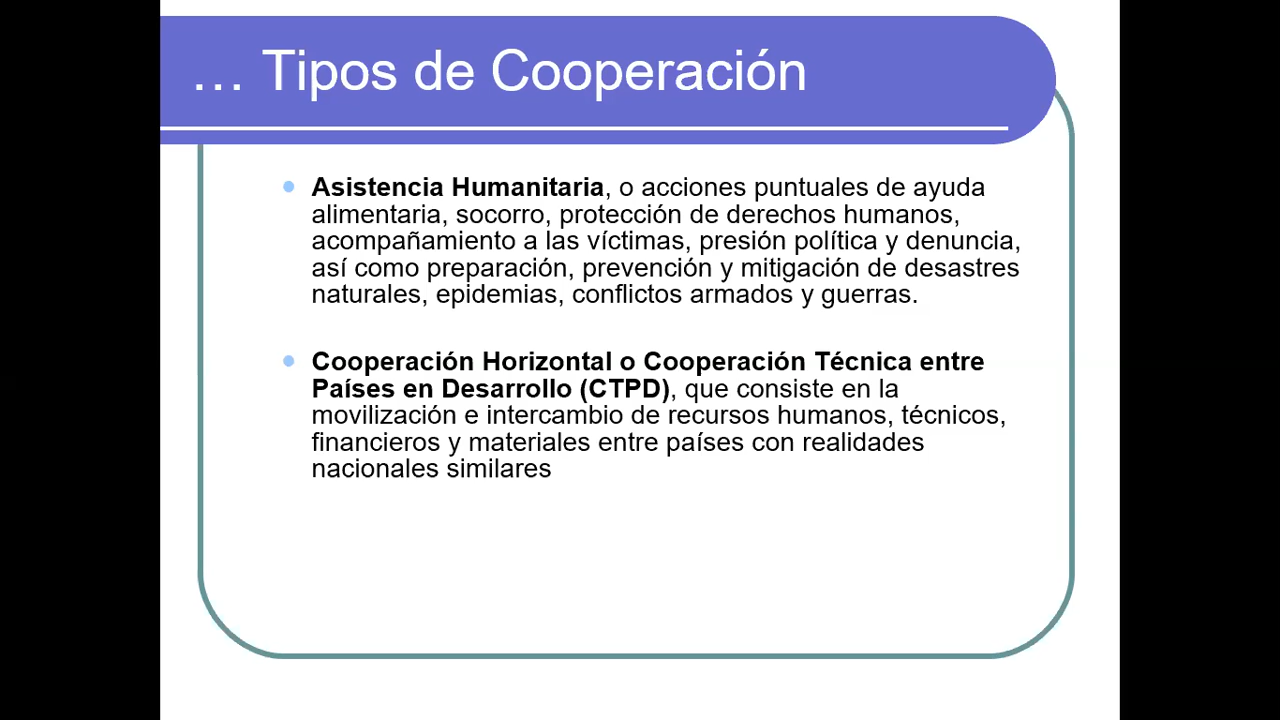 … Tipos de Cooperación
Asistencia Humanitaria, o acciones puntuales de ayuda
alimentaria, socorro, protección de derechos humanos,
acompañamiento a las víctimas, presión política y denuncia,
así como preparación, prevención y mitigación de desastres
naturales, epidemias, conflictos armados y guerras.
Cooperación Horizontal o Cooperación Técnica entre
Países en Desarrollo (CTPD), que consiste en la
movilización e intercambio de recursos humanos, técnicos,
financieros y materiales entre países con realidades
nacionales similares